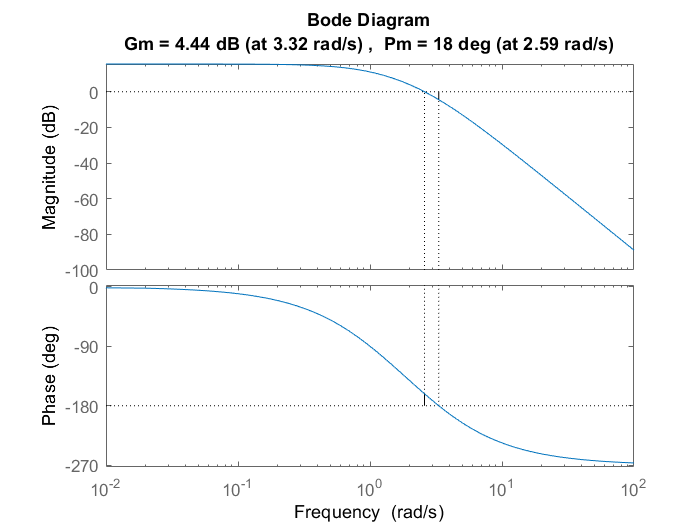 Bode Diagram
Gm = 4.44 dB (at 3.32 rad/s) ,  Pm = 18 deg (at 2.59 rad/s)
Magnitude (dB)
0
-20
-40
-60
-80
-100
Phase (deg)
0
-90
-180
-270
10^-2 10^-1 10^0 10^1 10^2
Frequency  (rad/s)